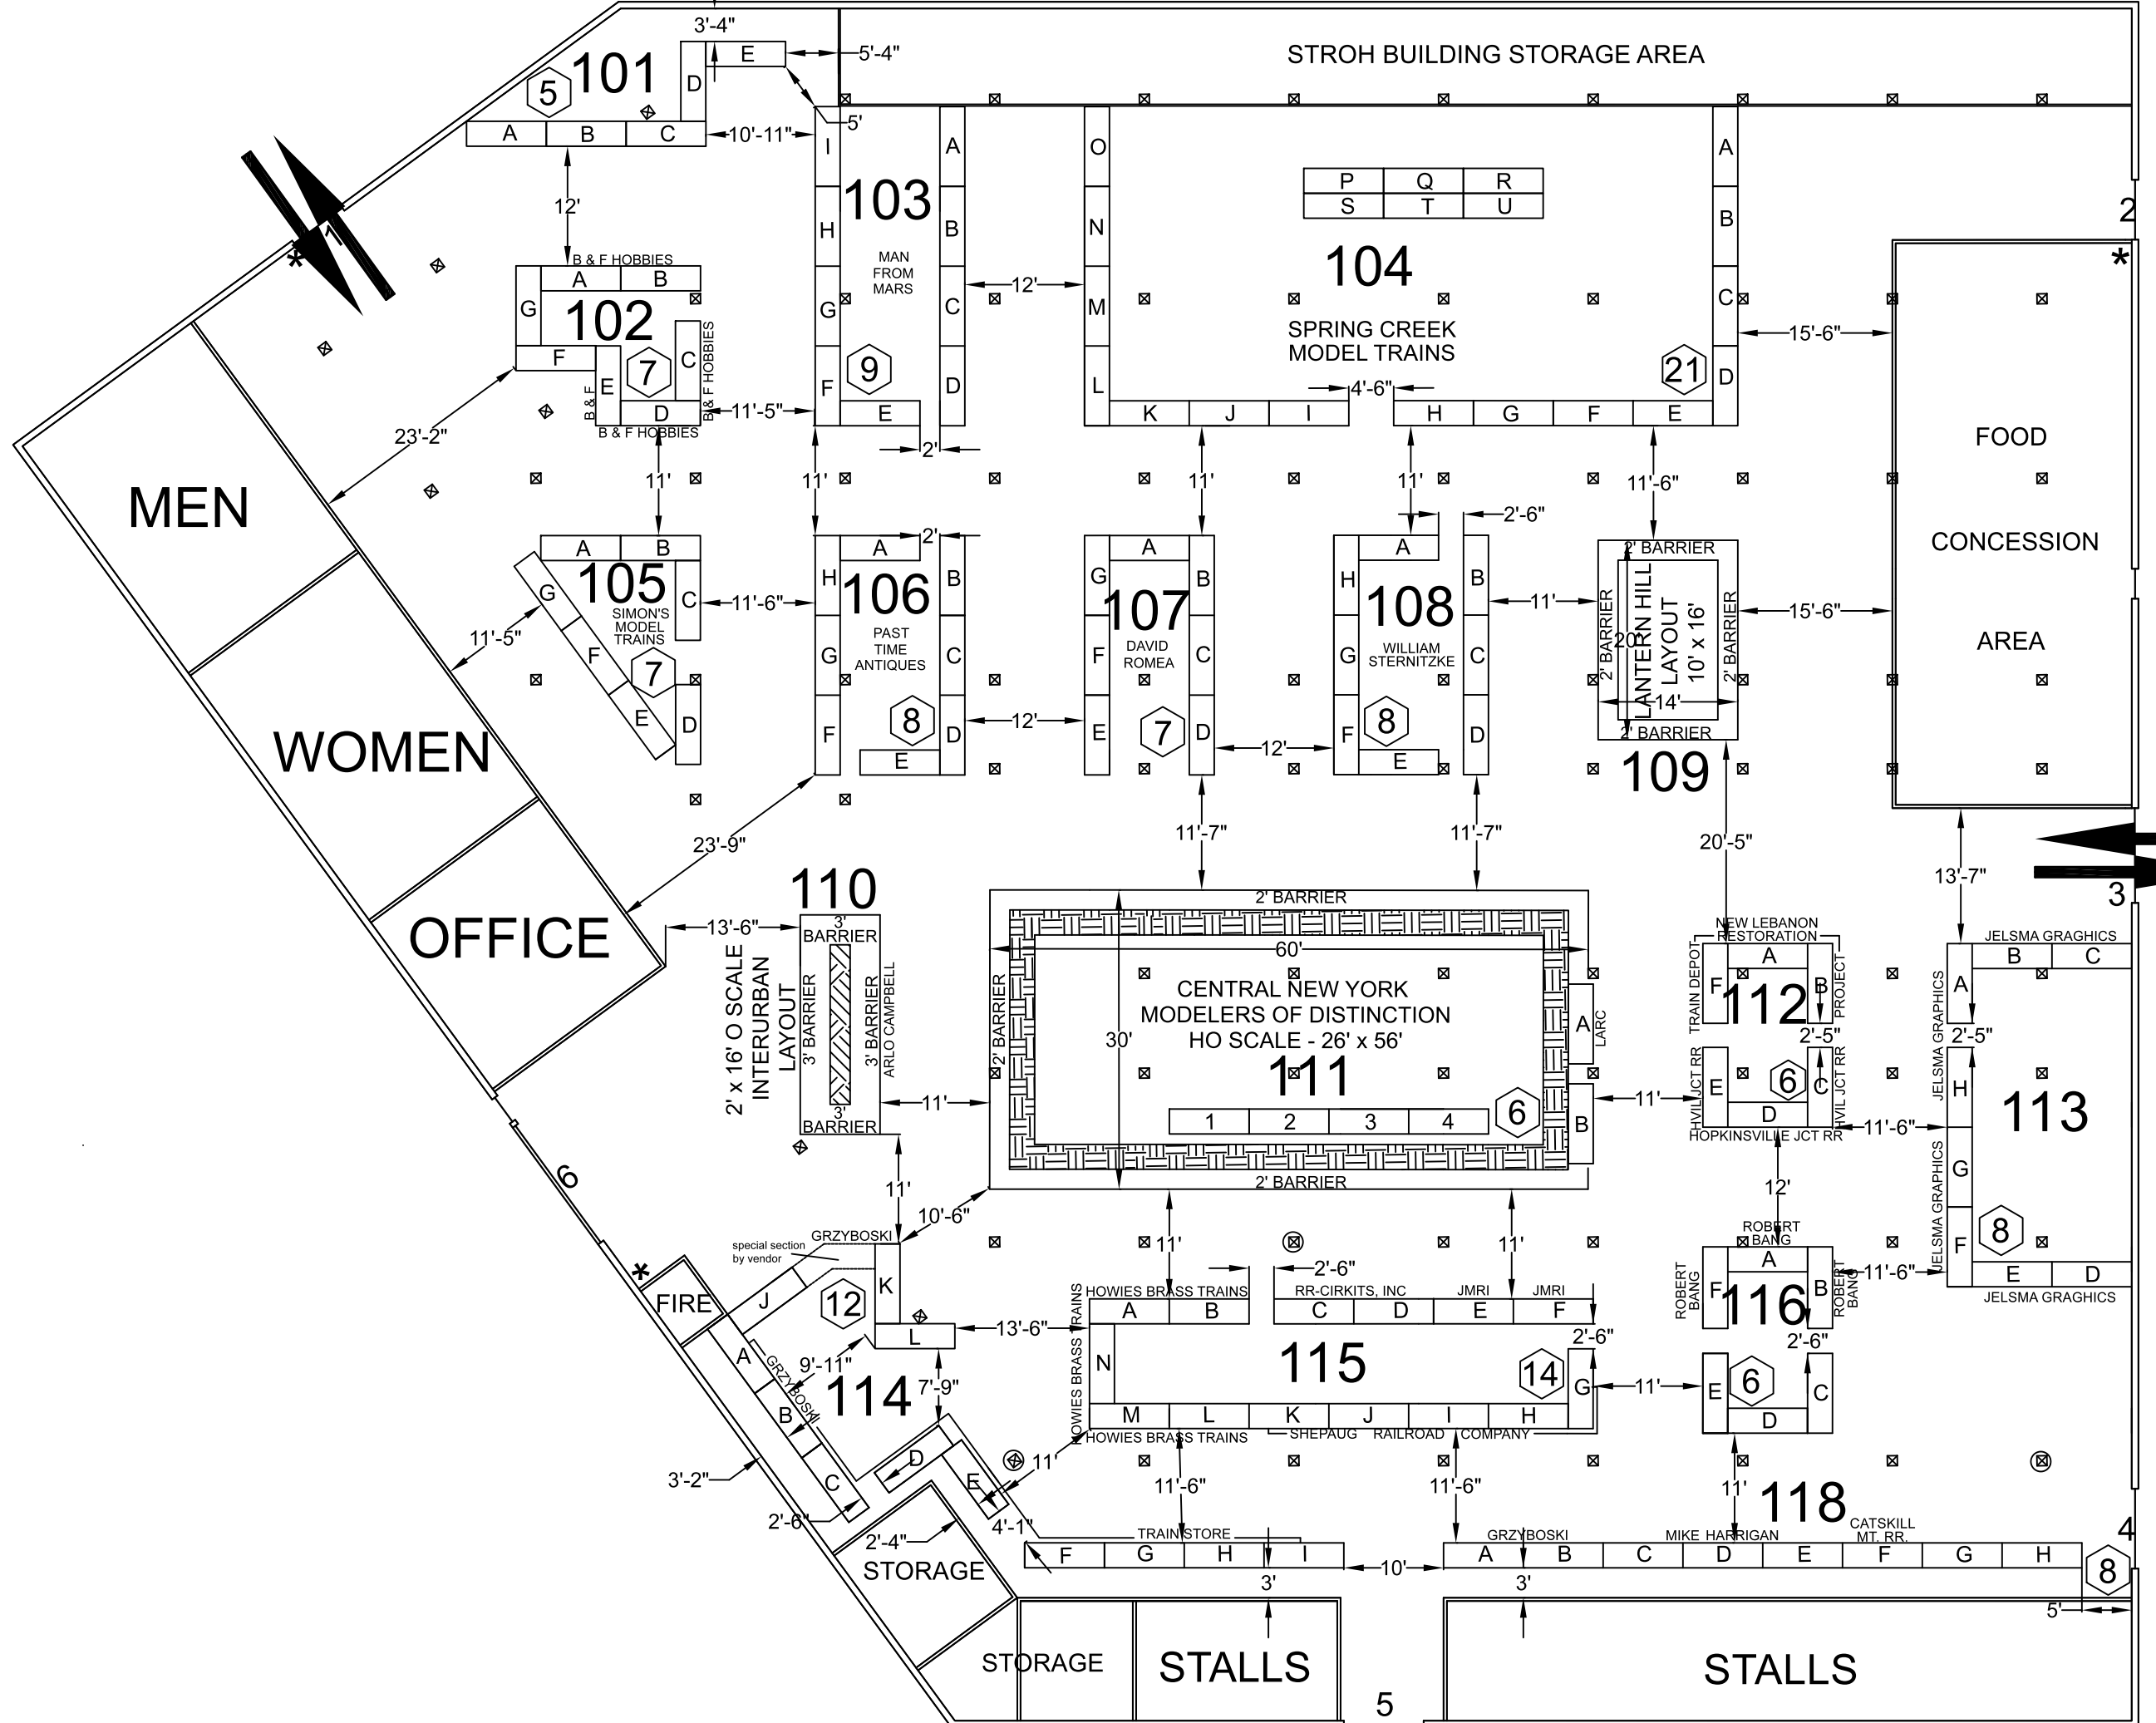 3'-4"
E
5'-4"
STROH BUILDING STORAGE AREA
101
5
D
A
B
C
10'-11"
5'
12'
I
H
G
F
E
103
MAN
FROM
MARS
9
A
B
C
D
2'
12'
O
N
M
L
K
J
I
4'-6"
H
G
F
E
P
Q
R
S
T
U
104
SPRING CREEK
MODEL TRAINS
21
A
B
C
D
15'-6"
2
*
1
*
B & F HOBBIES
A
B
G
102
F
7
C
B & F HOBBIES
E
B & F
D
B & F HOBBIES
11'-5"
23'-2"
MEN
WOMEN
OFFICE
FOOD
CONCESSION
AREA
11'
11'
11'
11'
11'-6"
A
B
105
SIMON'S
MODEL
TRAINS
7
C
D
G
F
E
11'-5"
11'-6"
A
2'
H
G
F
106
PAST
TIME
ANTIQUES
8
B
C
D
E
12'
A
G
F
E
107
DAVID
ROMEA
7
B
C
D
12'
2'-6"
A
H
G
F
108
WILLIAM
STERNITZKE
8
B
C
D
E
11'
2' BARRIER
2' BARRIER
20'
LANTERN HILL
LAYOUT
10' x 16'
2' BARRIER
14'
2' BARRIER
109
15'-6"
23'-9"
11'-7"
11'-7"
20'-5"
13'-7"
3
110
13'-6"
3'
BARRIER
2' x 16' O SCALE
INTERURBAN
LAYOUT
3' BARRIER
3' BARRIER
ARLO CAMPBELL
3'
BARRIER
11'
2' BARRIER
60'
2' BARRIER
30'
CENTRAL NEW YORK
MODELERS OF DISTINCTION
HO SCALE - 26' x 56'
111
1
2
3
4
6
A
LARC
B
2' BARRIER
11'
NEW LEBANON
RESTORATION
PROJECT
TRAIN DEPOT
A
F
112
B
2'-5"
E
6
C
D
HVIL JCT RR
HVIL JCT RR
HOPKINSVILLE JCT RR
11'-6"
JELSMA GRAGHICS
A
B
C
JELSMA GRAPHICS
2'-5"
H
113
G
JELSMA GRAPHICS
F
8
E
D
JELSMA GRAGHICS
6
11'
10'-6"
GRZYBOSKI
special section
by vendor
*
FIRE
J
12
K
L
13'-6"
A
B
C
GRZYBOSKI
9'-11"
114
7'-9"
D
E
3'-2"
2'-6"
2'-4"
4'-1"
11'
11'
11'
2'-6"
HOWIES BRASS TRAINS
RR-CIRKITS, INC
JMRI
JMRI
A
B
C
D
E
F
2'-6"
HOWIES BRASS TRAINS
N
115
14
G
11'
M
L
K
J
I
H
HOWIES BRASS TRAINS
SHEPAUG
RAILROAD
COMPANY
12'
ROBERT
BANG
A
ROBERT
BANG
F
116
B
ROBERT
BANG
11'-6"
2'-6"
E
6
C
D
11'-6"
11'-6"
11'
118
4
TRAIN STORE
F
G
H
I
3'
10'
GRZYBOSKI
MIKE HARRIGAN
CATSKILL
MT. RR.
A
B
C
D
E
F
G
H
8
3'
5'
STORAGE
STORAGE
STALLS
STALLS
5